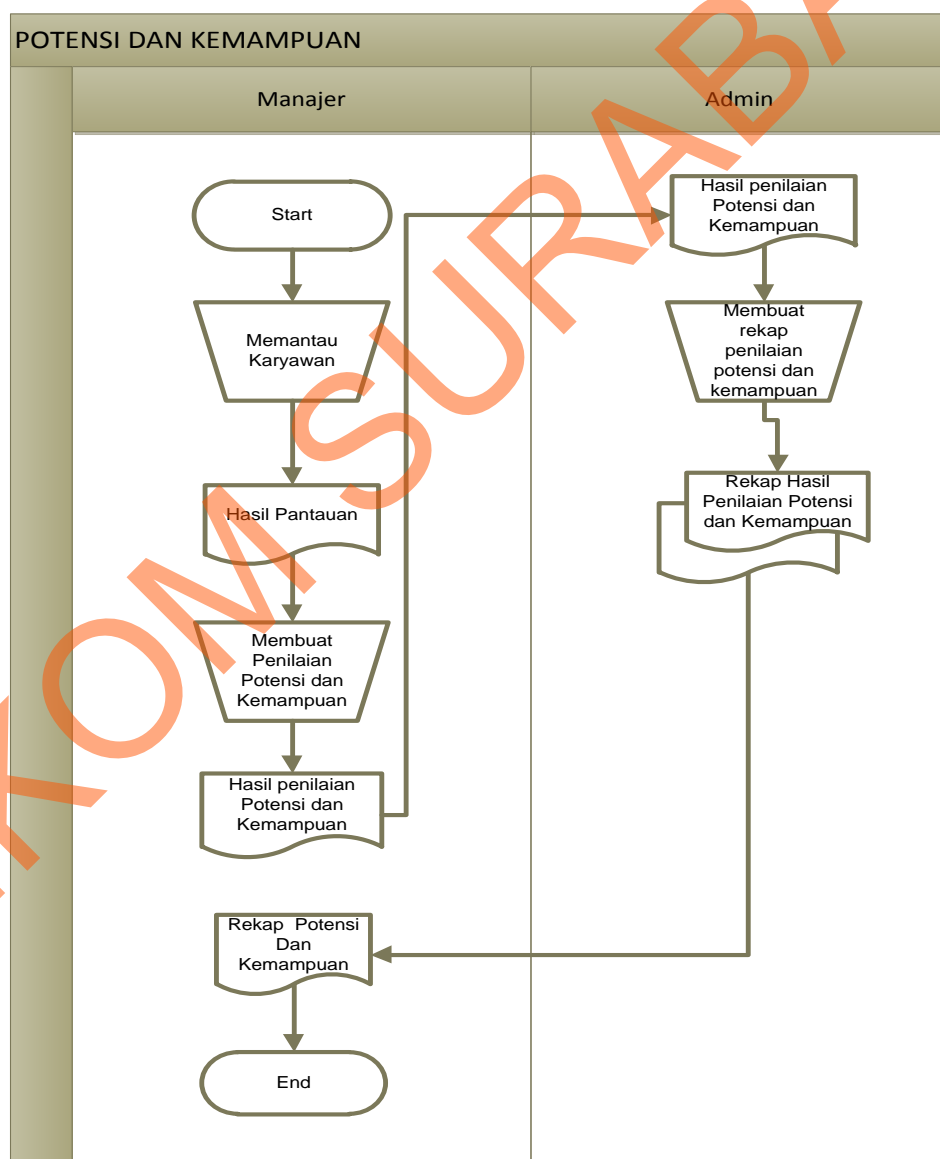 POTENSI DAN KEMAMPUAN
Manajer
Admin
Start
Memantau
Karyawan
Hasil Pantauan
Membuat
Penilaian
Potensi dan
Kemampuan
Hasil penilaian
Potensi dan
Kemampuan
Hasil penilaian
Potensi dan
Kemampuan
Membuat
rekap
penilaian
potensi dan
kemampuan
Rekap Hasil
Penilaian Potensi
dan Kemampuan
Rekap Potensi
Dan
Kemampuan
End
KOM SURABA